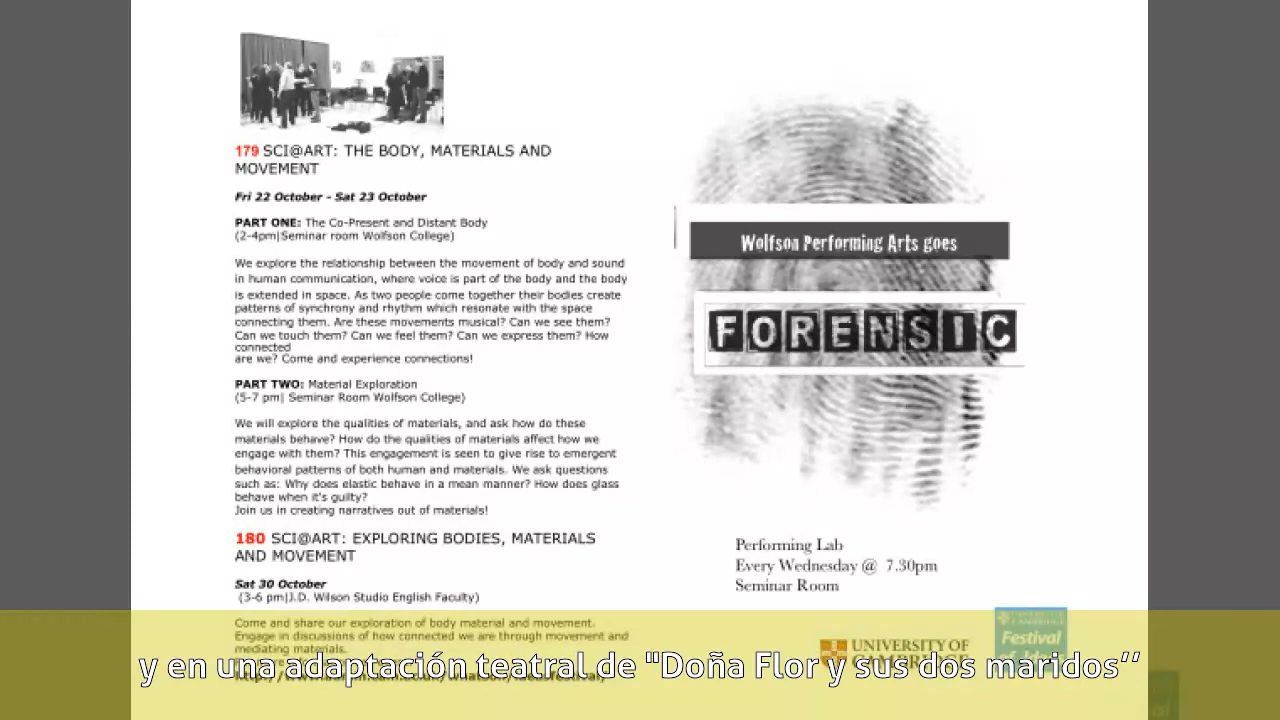 179 SCI@ART: THE BODY, MATERIALS AND
MOVEMENT
Fri 22 October - Sat 23 October
PART ONE: The Co-Present and Distant Body
(2-4pm|Seminar room Wolfson College)
We explore the relationship between the movement of body and sound
in human communication, where voice is part of the body and the body
is extended in space. As two people come together their bodies create
patterns of synchrony and rhythm which resonate with the space
connecting them. Are these movements musical? Can we see them?
Can we touch them? Can we feel them? Can we express them? How
connected
are we? Come and experience connections!
PART TWO: Material Exploration
(5-7 pm| Seminar Room Wolfson College)
We will explore the qualities of materials, and ask how do these
materials behave? How do the qualities of materials affect how we
engage with them? This engagement is seen to give rise to emergent
behavioral patterns of both human and materials. We ask questions
such as: Why does elastic behave in a mean manner? How does glass
behave when it's guilty?
Join us in creating narratives out of materials!
180 SCI@ART: EXPLORING BODIES, MATERIALS
AND MOVEMENT
Sat 30 October
(3-6 pm|J.D. Wilson Studio English Faculty)
Come and share our exploration of body material and movement.
Engage in discussions of how connected we are through movement and
mediating materials.
Wolfson Performing Arts goes
FORENSIC
Performing Lab
Every Wednesday @ 7.30pm
Seminar Room
UNIVERSITY OF
CAMBRIDGE
Festival
of Ideas
y en una adaptación teatral de "Doña Flor y sus dos maridos’’